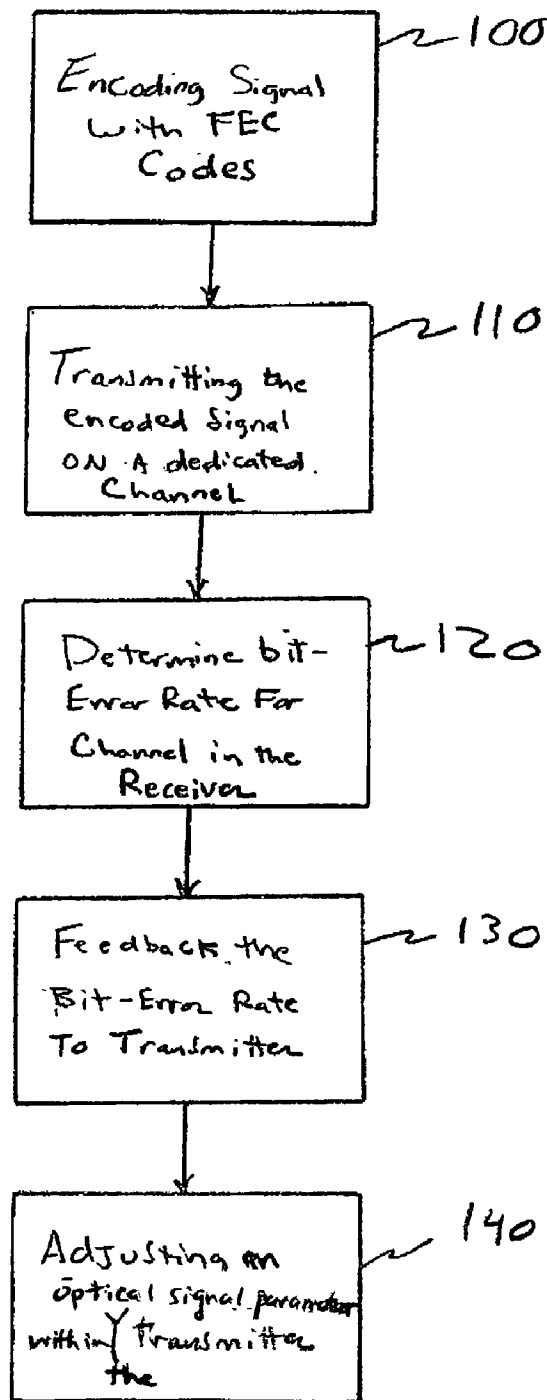 100
Encoding Signal
with FEC
Codes
110
Transmitting the
encoded signal
ON A dedicated
Channel
120
Determine bit-
Error Rate For
Channel in the
Receiver
130
Feedback the
Bit-Error Rate
To Transmitter
140
Adjusting an
optical signal parameter
within the Transmitter